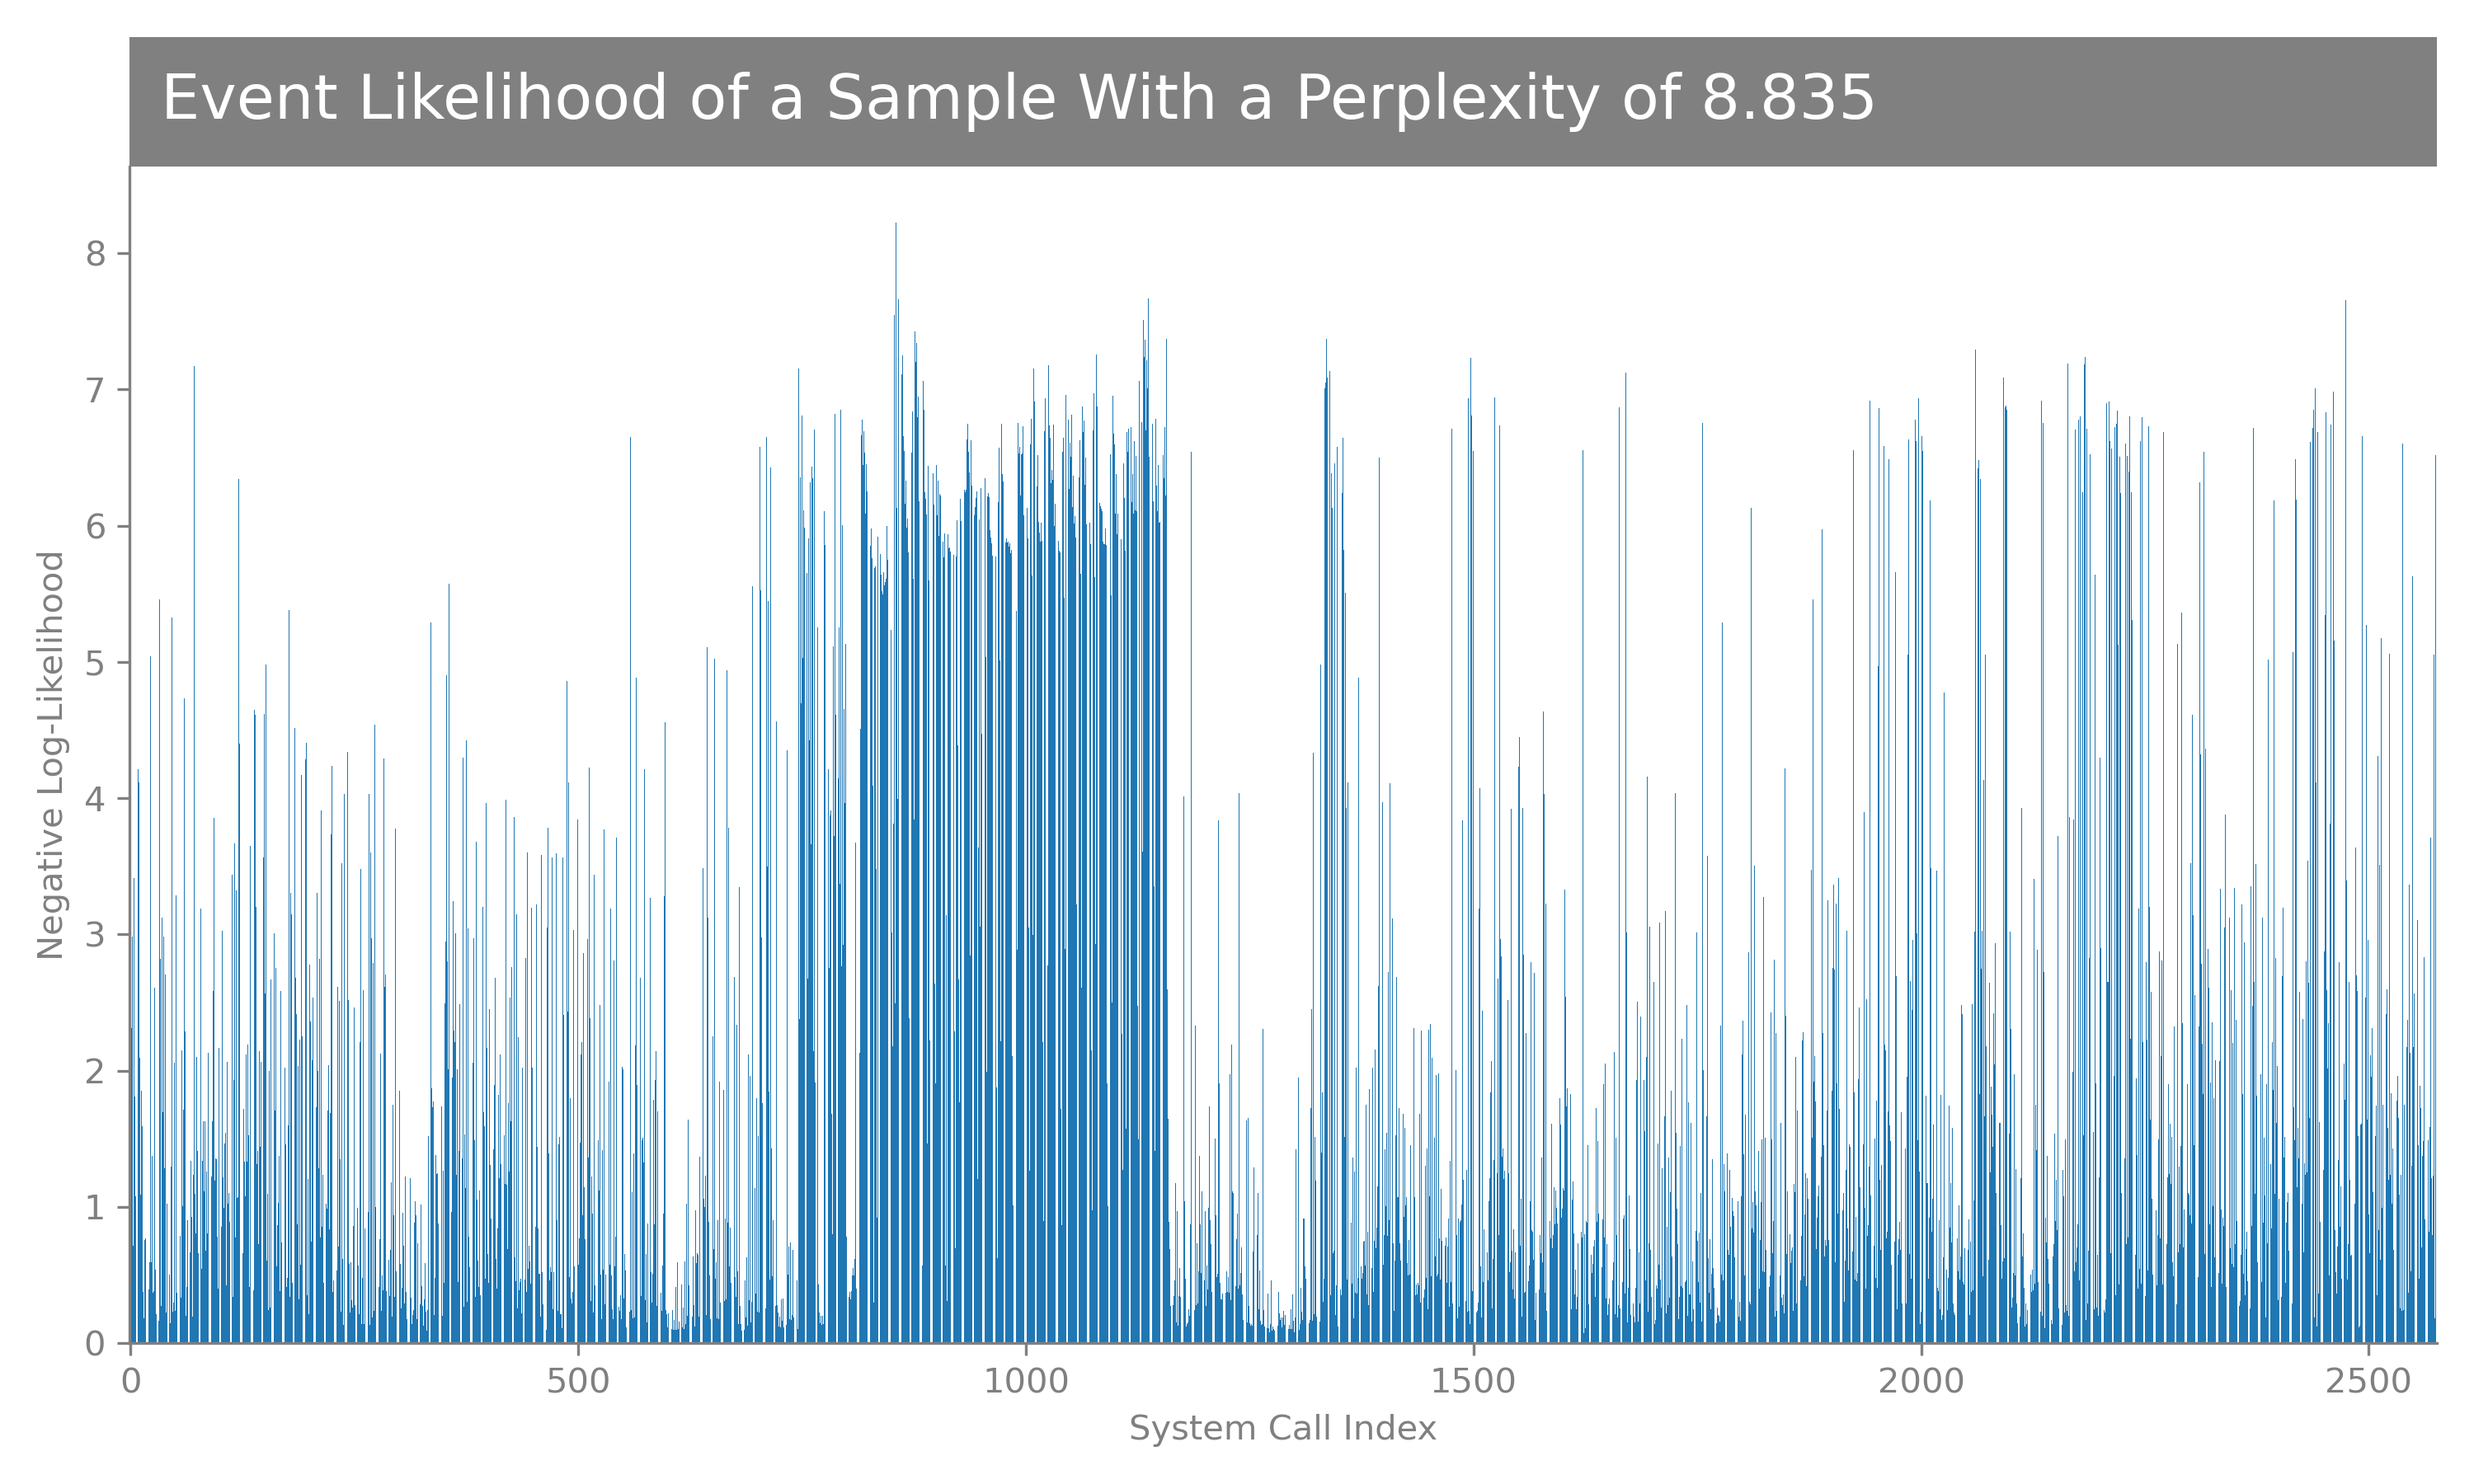 Event Likelihood of a Sample With a Perplexity of 8.835
Negative Log-Likelihood
8
7
6
5
4
3
2
1
0
0 500 1000 1500 2000 2500
System Call Index